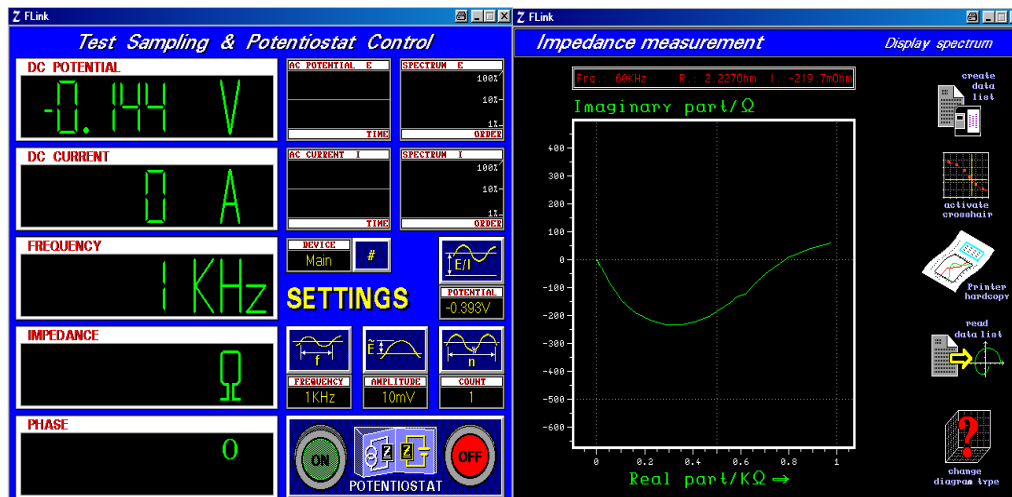 FLink
Test Sampling & Potentiostat Control
DC POTENTIAL
-0.144 V
DC CURRENT
0 A
FREQUENCY
1 KHz
IMPEDANCE
Ω
PHASE
0
AC POTENTIAL E
TIME
SPECTRUM E
100%
10%
1%
ORDER
AC CURRENT I
TIME
SPECTRUM I
100%
10%
1%
ORDER
DEVICE
Main
#
E/I
SETTINGS
POTENTIAL
-0.393V
f
Ẽ
n
FREQUENCY
1KHz
AMPLITUDE
10mV
COUNT
1
ON
OFF
POTENTIOSTAT
FLink
Impedance measurement
Display spectrum
Frq.: 60KHz R.: 2.227Ohm I.:-219.7mOhm
Imaginary part/Ω
400
300
200
100
0
-100
-200
-300
-400
-500
-600
0 0.2 0.4 0.6 0.8 1
Real part/KΩ →
create
data
list
activate
crosshair
Printer
hardcopy
read
data list
?
change
diagram type